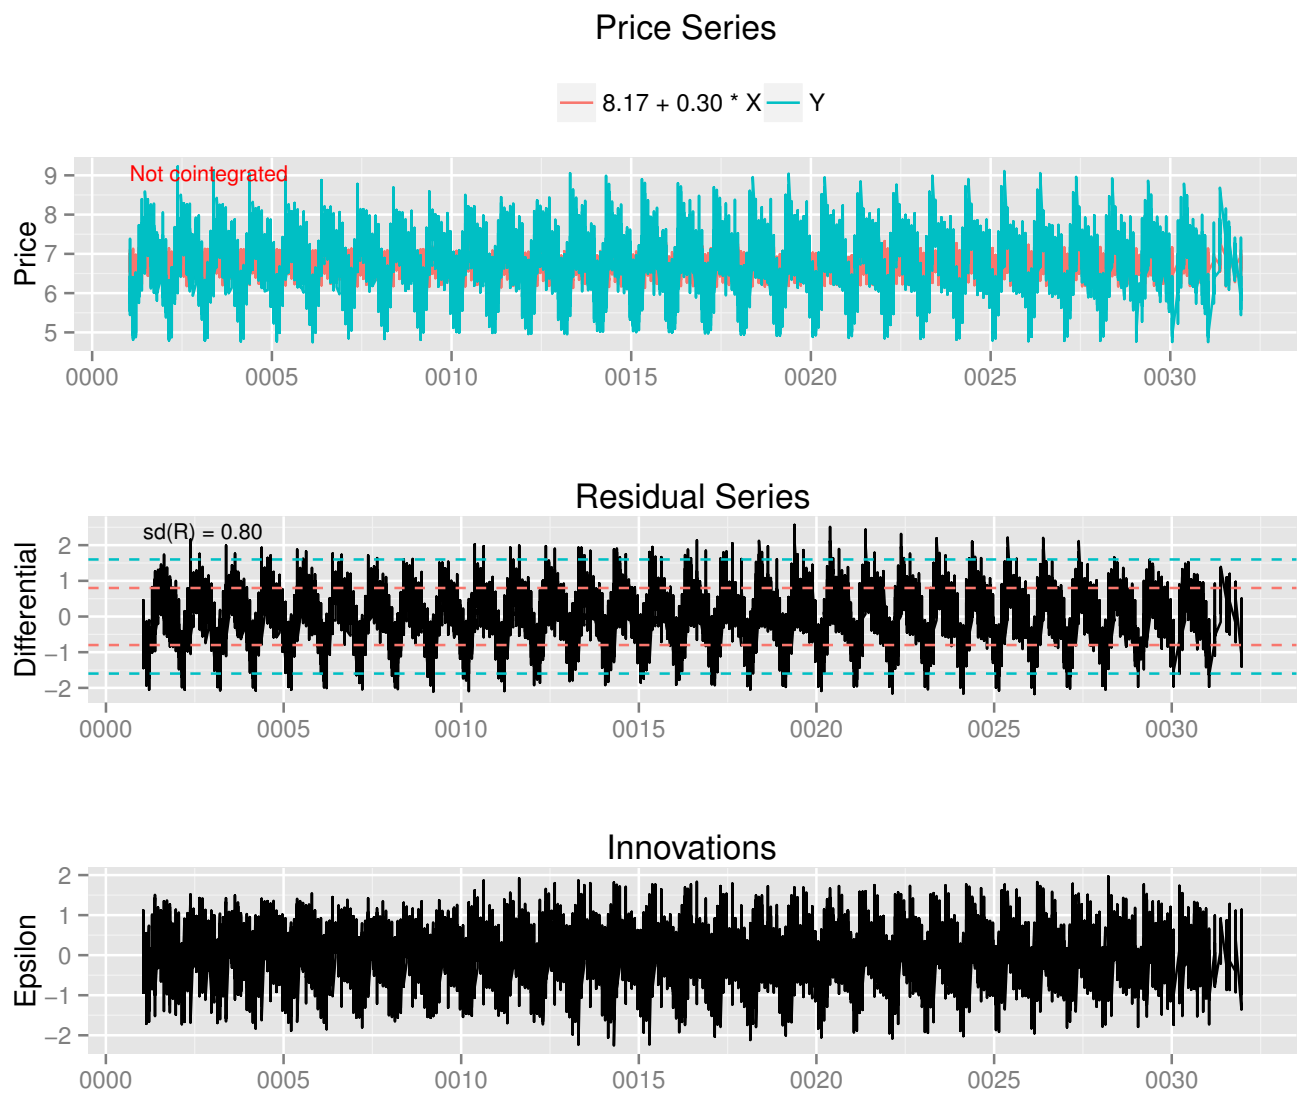 Price Series
8.17 + 0.30 * X Y
Not cointegrated
Price
9
8
7
6
5
0000 0005 0010 0015 0020 0025 0030
Residual Series
sd(R) = 0.80
Differential
2
1
0
−1
−2
0000 0005 0010 0015 0020 0025 0030
Innovations
Epsilon
2
1
0
−1
−2
0000 0005 0010 0015 0020 0025 0030